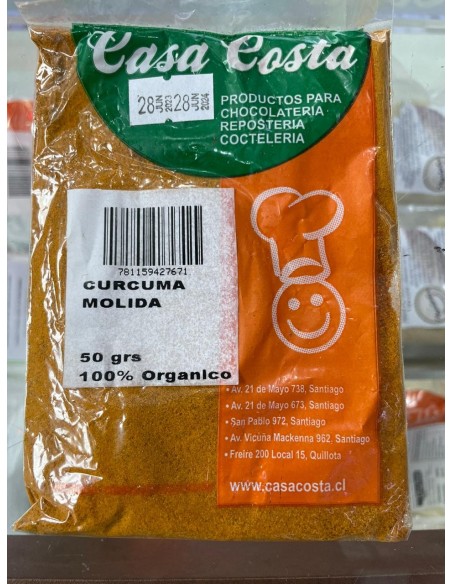 Casa Costa
28 JUN 2023 28 JUN 2024
PRODUCTOS PARA
CHOCOLATERIA
REPOSTERIA
COCTELERIA
781159427671
CURCUMA
MOLIDA
50 grs
100% Organico
• Av. 21 de Mayo 738, Santiago
• Av. 21 de Mayo 673, Santiago
• San Pablo 972, Santiago
• Av. Vicuña Mackenna 962, Santiago
• Freire 200 Local 15, Quillota
www.casacosta.cl